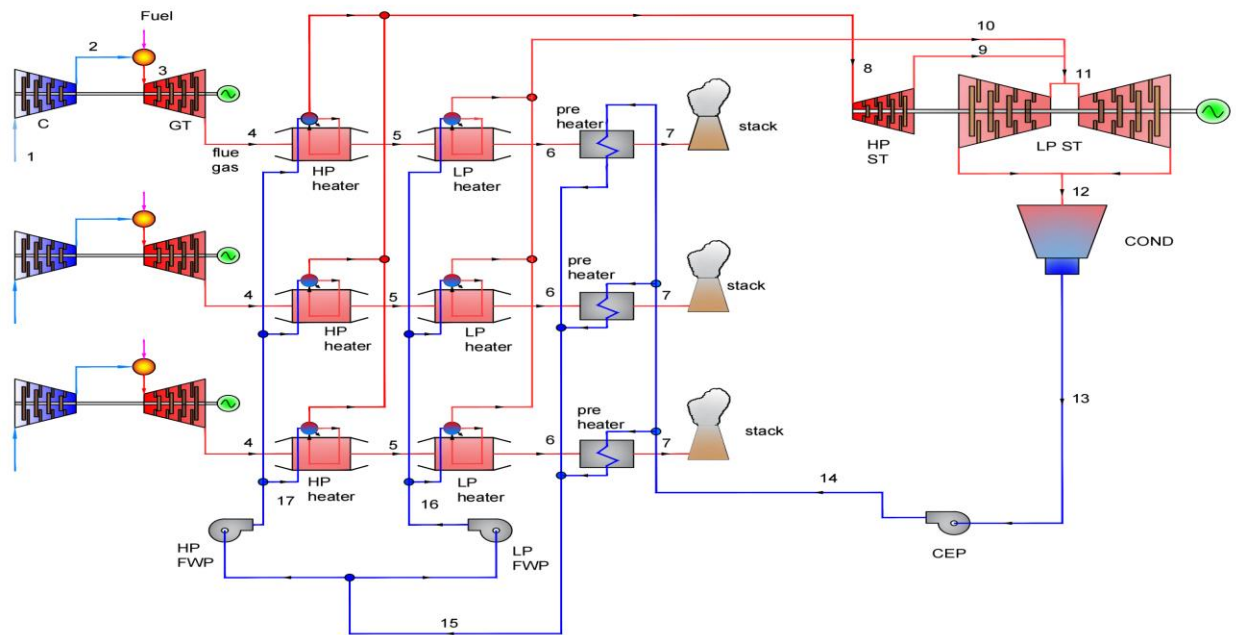 Fuel
2
3
C
GT
1
4
flue
gas
HP
heater
5
LP
heater
6
pre
heater
7
stack
10
9
8
11
HP
ST
LP ST
12
COND
4
HP
heater
5
LP
heater
pre
heater
6
7
stack
4
HP
heater
5
LP
heater
pre
heater
6
7
stack
13
14
17
16
HP
FWP
LP
FWP
CEP
15